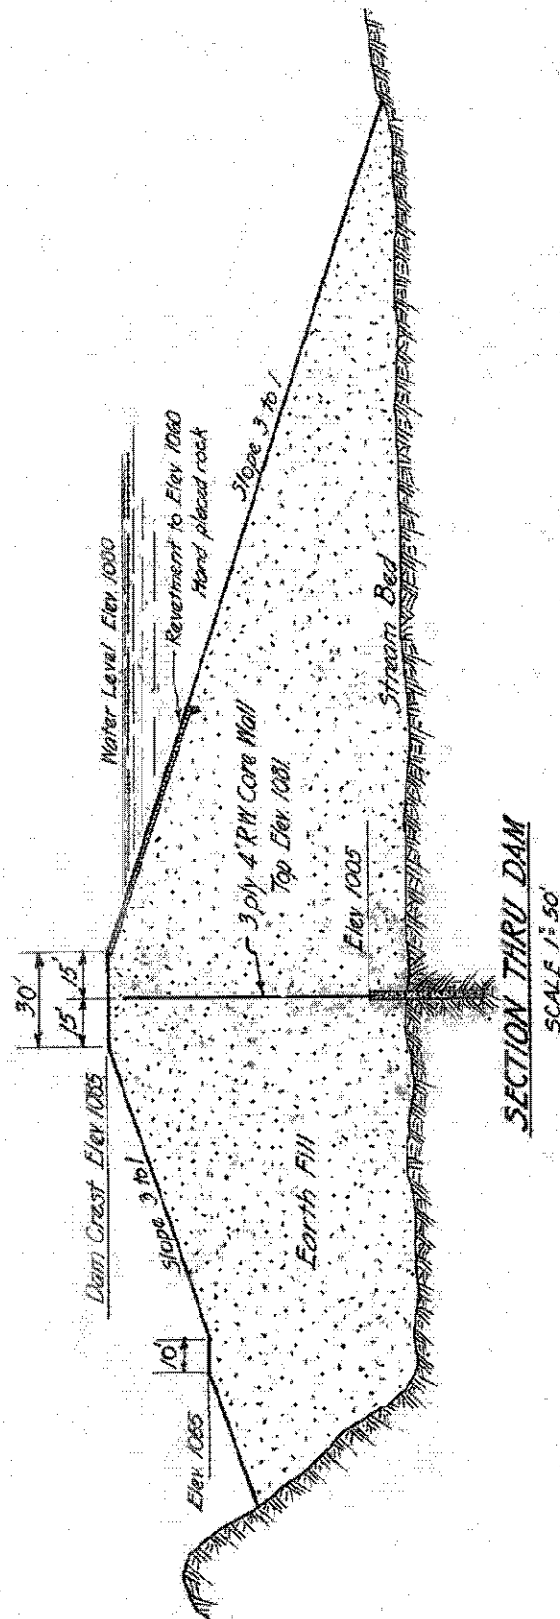 30'
15' 15'
Dam Crest Elev. 1085
Water Level Elev 1080
Revetment to Elev 1060
Hand placed rock
Slope 3 to 1
Slope 3 to 1
10'
Elev. 1055
3 ply 4" RW Core Wall
Top Elev. 1081
Elev. 1005
Earth Fill
Stream Bed
SECTION THRU DAM
SCALE 1" = 50'